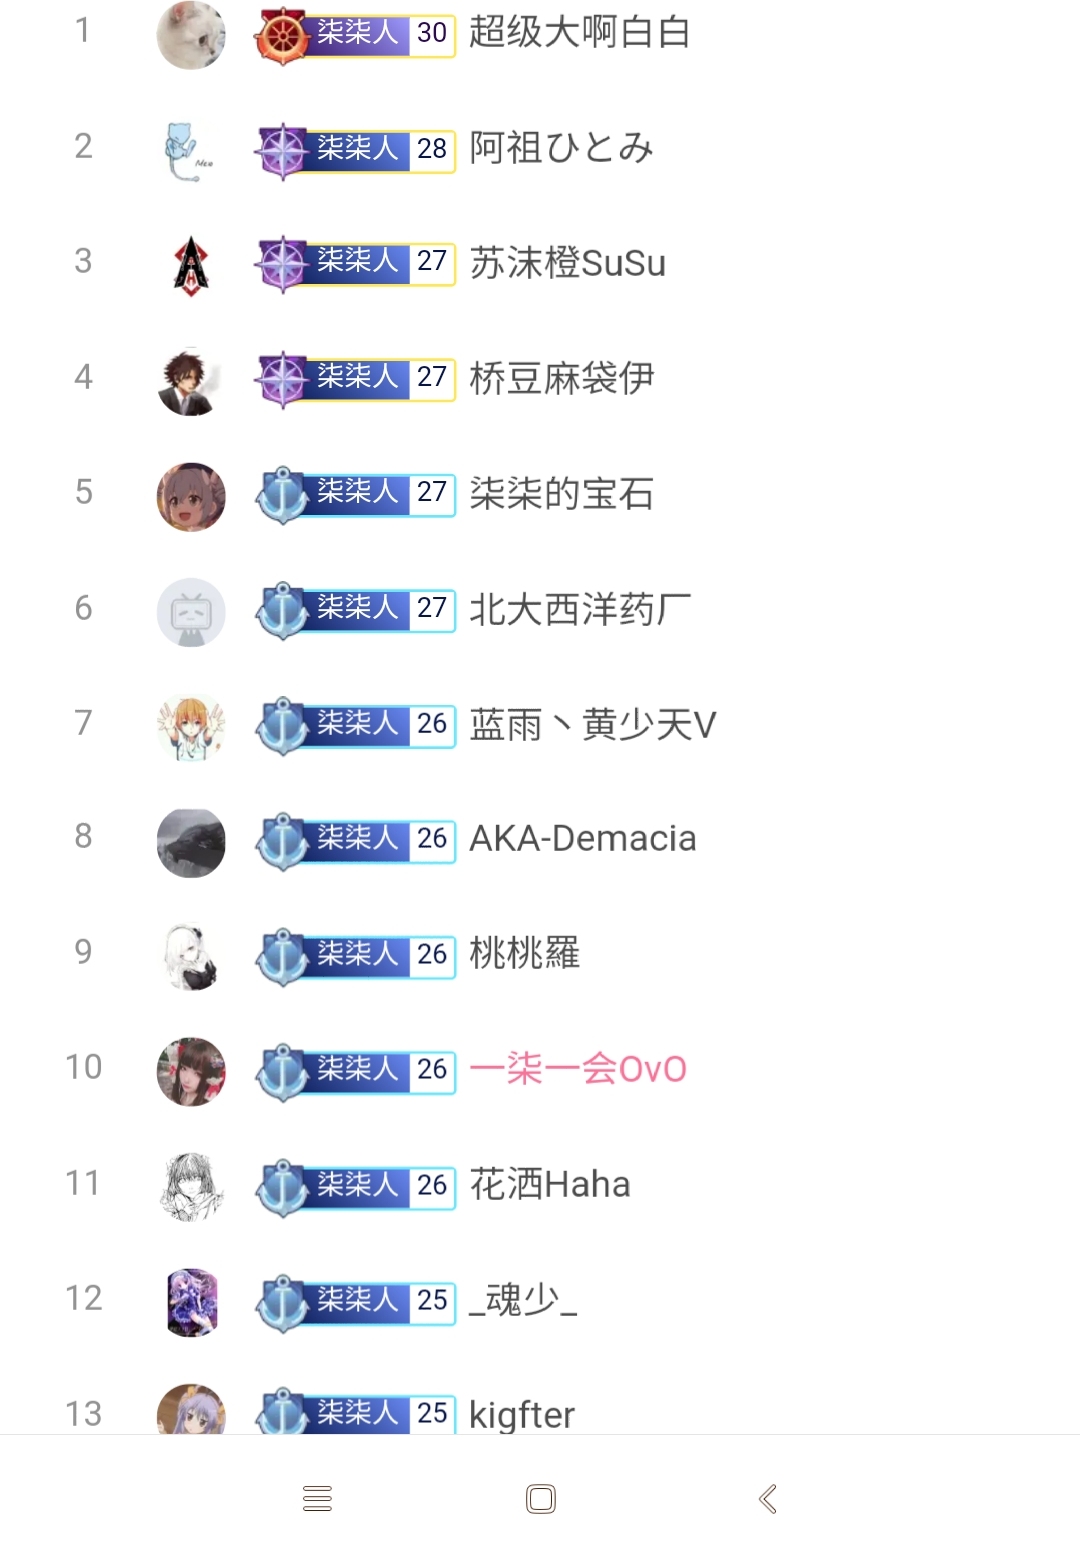 1 柒柒人 30 超级大啊白白
2 Mew 柒柒人 28 阿祖ひとみ
3 柒柒人 27 苏沫橙SuSu
4 柒柒人 27 桥豆麻袋伊
5 柒柒人 27 柒柒的宝石
6 柒柒人 27 北大西洋药厂
7 柒柒人 26 蓝雨丶黄少天V
8 柒柒人 26 AKA-Demacia
9 柒柒人 26 桃桃羅
10 柒柒人 26 一柒一会OvO
11 柒柒人 26 花洒Haha
12 柒柒人 25 _魂少_
13 柒柒人 25 kigfter